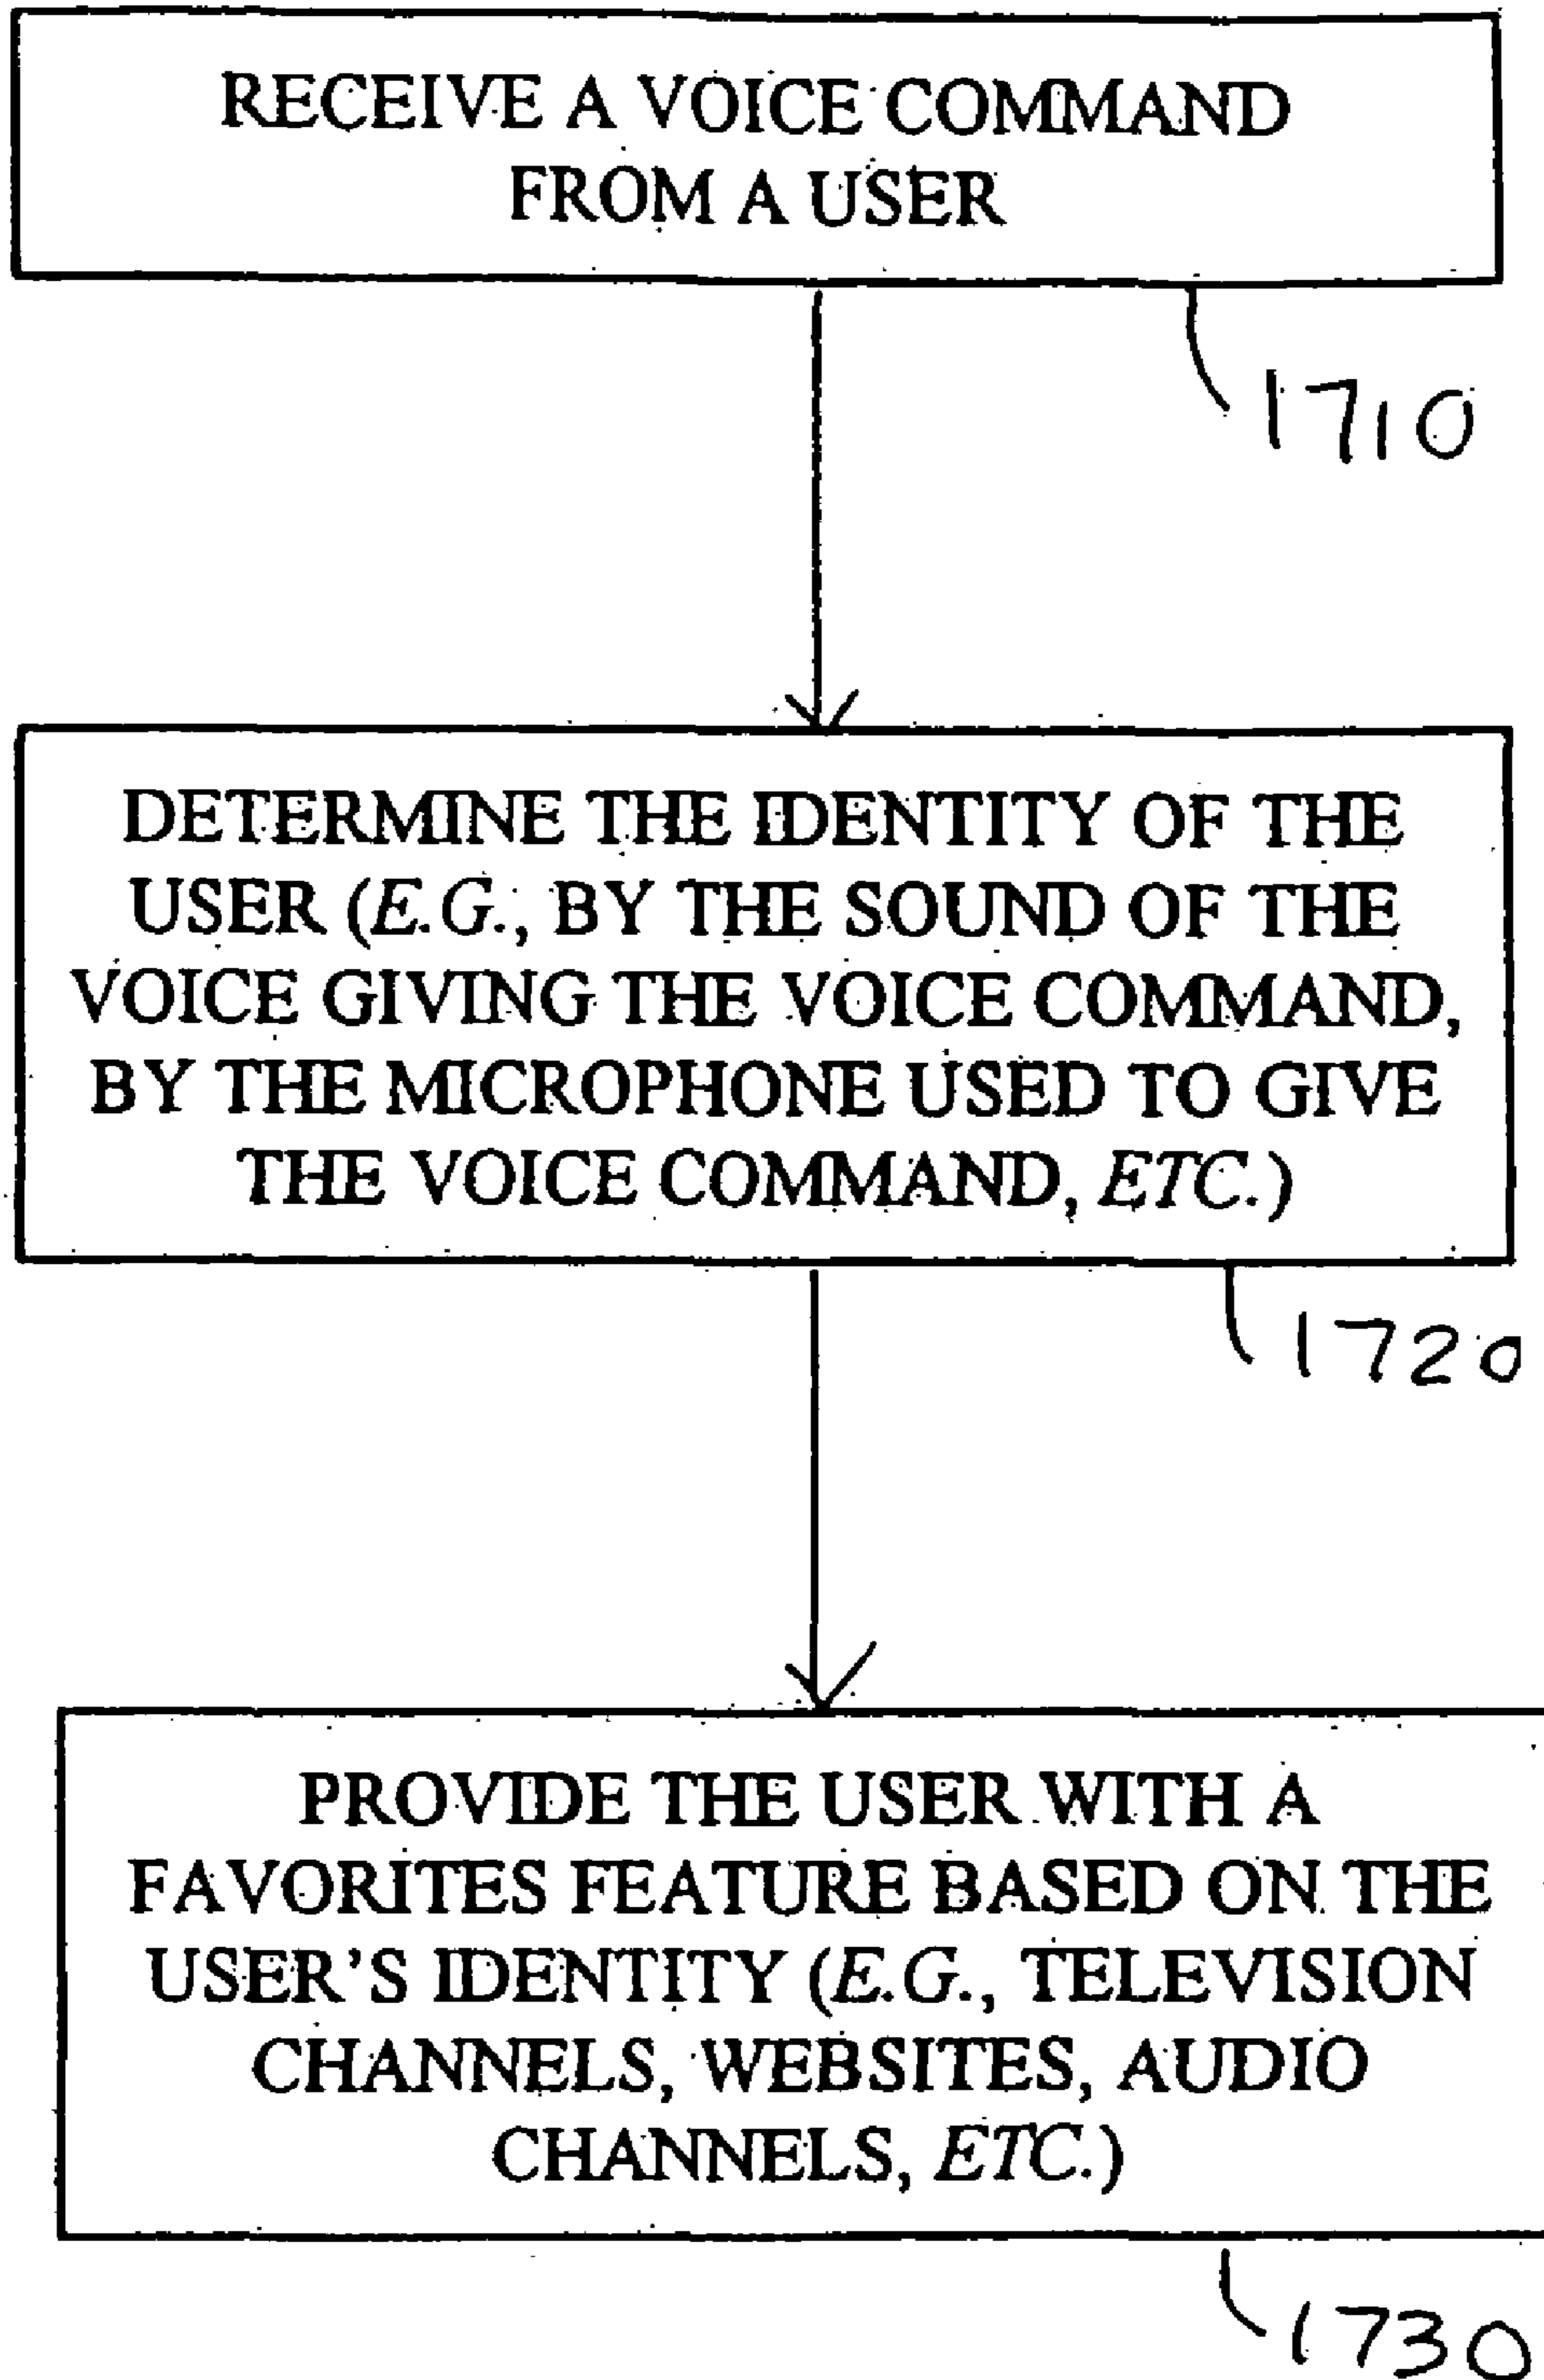 RECEIVE A VOICE COMMAND
FROM A USER
1710
DETERMINE THE IDENTITY OF THE
USER (E.G., BY THE SOUND OF THE
VOICE GIVING THE VOICE COMMAND,
BY THE MICROPHONE USED TO GIVE
THE VOICE COMMAND, ETC.)
1720
PROVIDE THE USER WITH A
FAVORITES FEATURE BASED ON THE
USER'S IDENTITY (E.G., TELEVISION
CHANNELS, WEBSITES, AUDIO
CHANNELS, ETC.)
1730